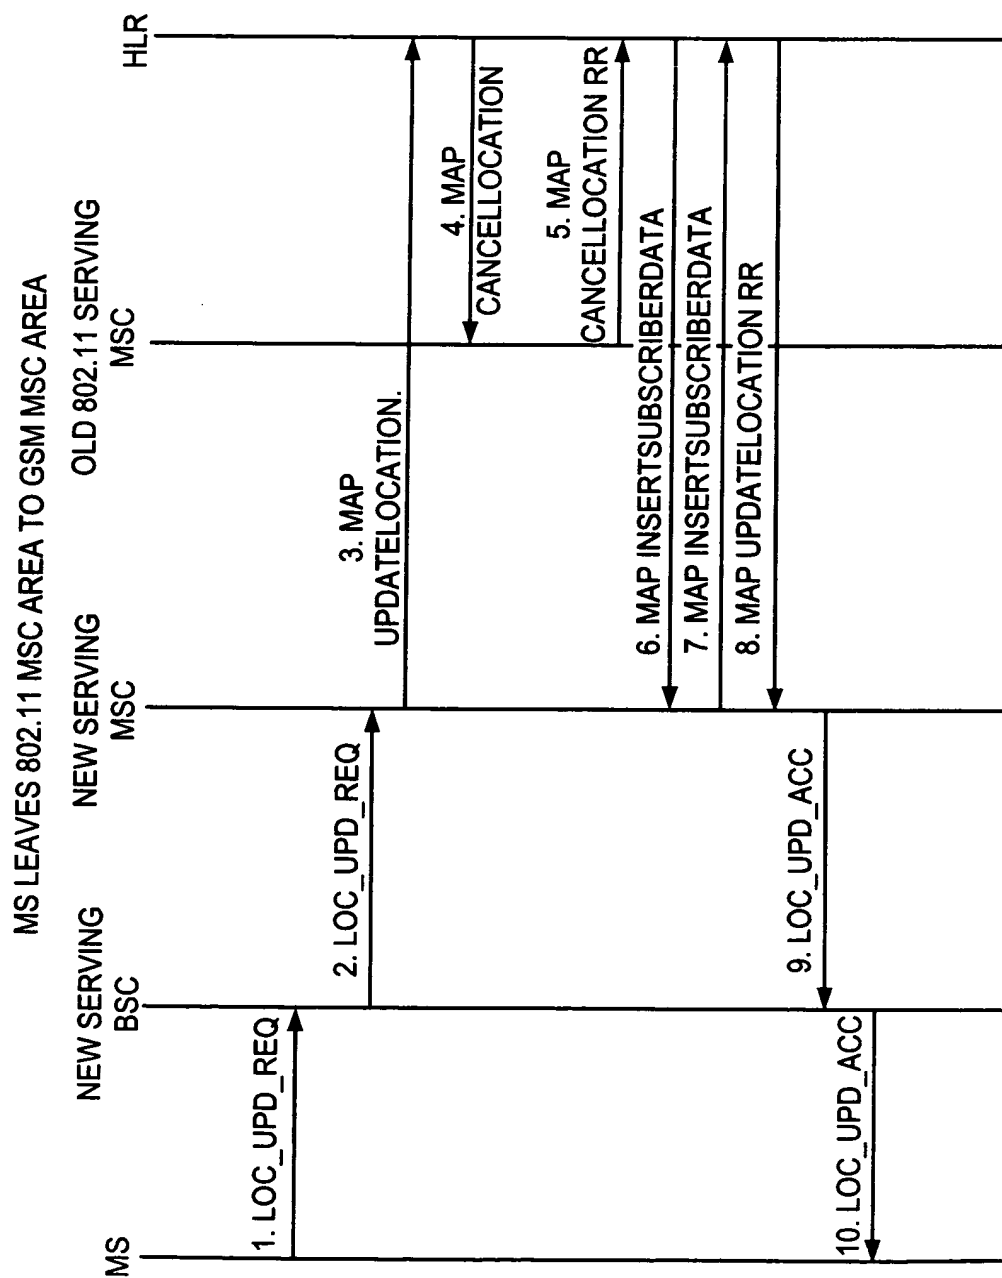 MS LEAVES 802.11 MSC AREA TO GSM MSC AREA
MS
NEW SERVING
BSC
NEW SERVING
MSC
OLD 802.11 SERVING
MSC
HLR
1. LOC_UPD_REQ
2. LOC_UPD_REQ
3. MAP
UPDATELOCATION.
4. MAP
CANCELLOCATION
5. MAP
CANCELLOCATION RR
6. MAP INSERTSUBSCRIBERDATA
7. MAP INSERTSUBSCRIBERDATA
8. MAP UPDATELOCATION RR
9. LOC_UPD_ACC
10. LOC_UPD_ACC